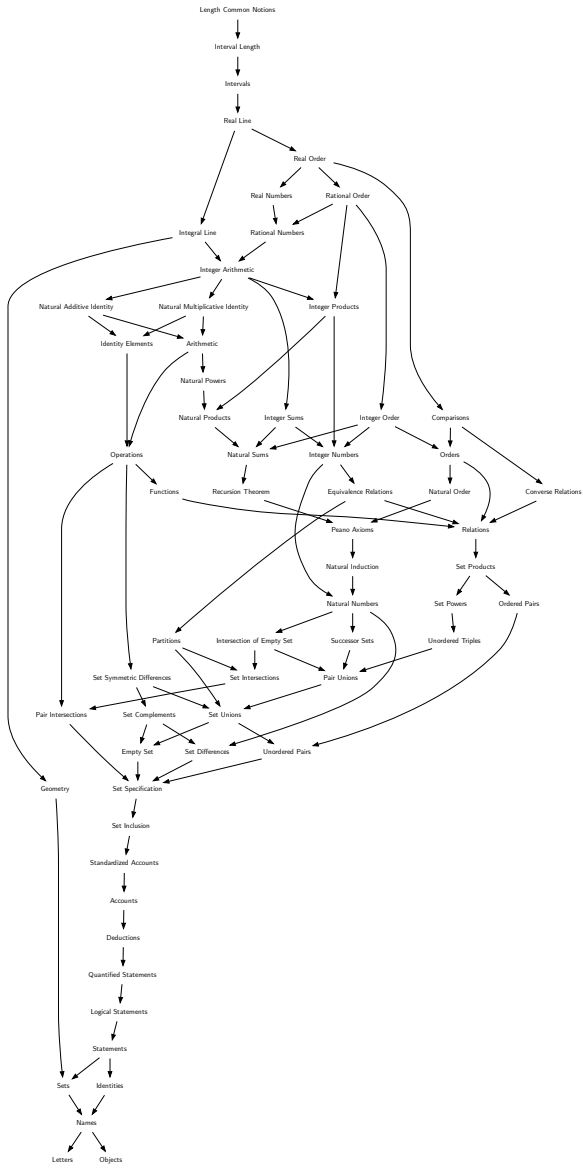 Length Common Notions
Interval Length
Intervals
Real Line
Real Order
Real Numbers Rational Order
Integral Line Rational Numbers
Integer Arithmetic
Natural Additive Identity Natural Multiplicative Identity Integer Products
Identity Elements Arithmetic
Natural Powers
Natural Products Integer Sums Integer Order Comparisons
Operations Natural Sums Integer Numbers Orders
Functions Recursion Theorem Equivalence Relations Natural Order Converse Relations
Peano Axioms Relations
Natural Induction Set Products
Natural Numbers Set Powers Ordered Pairs
Partitions Intersection of Empty Set Successor Sets Unordered Triples
Set Symmetric Differences Set Intersections Pair Unions
Pair Intersections Set Complements Set Unions
Empty Set Set Differences Unordered Pairs
Geometry Set Specification
Set Inclusion
Standardized Accounts
Accounts
Deductions
Quantified Statements
Logical Statements
Statements
Sets Identities
Names
Letters Objects